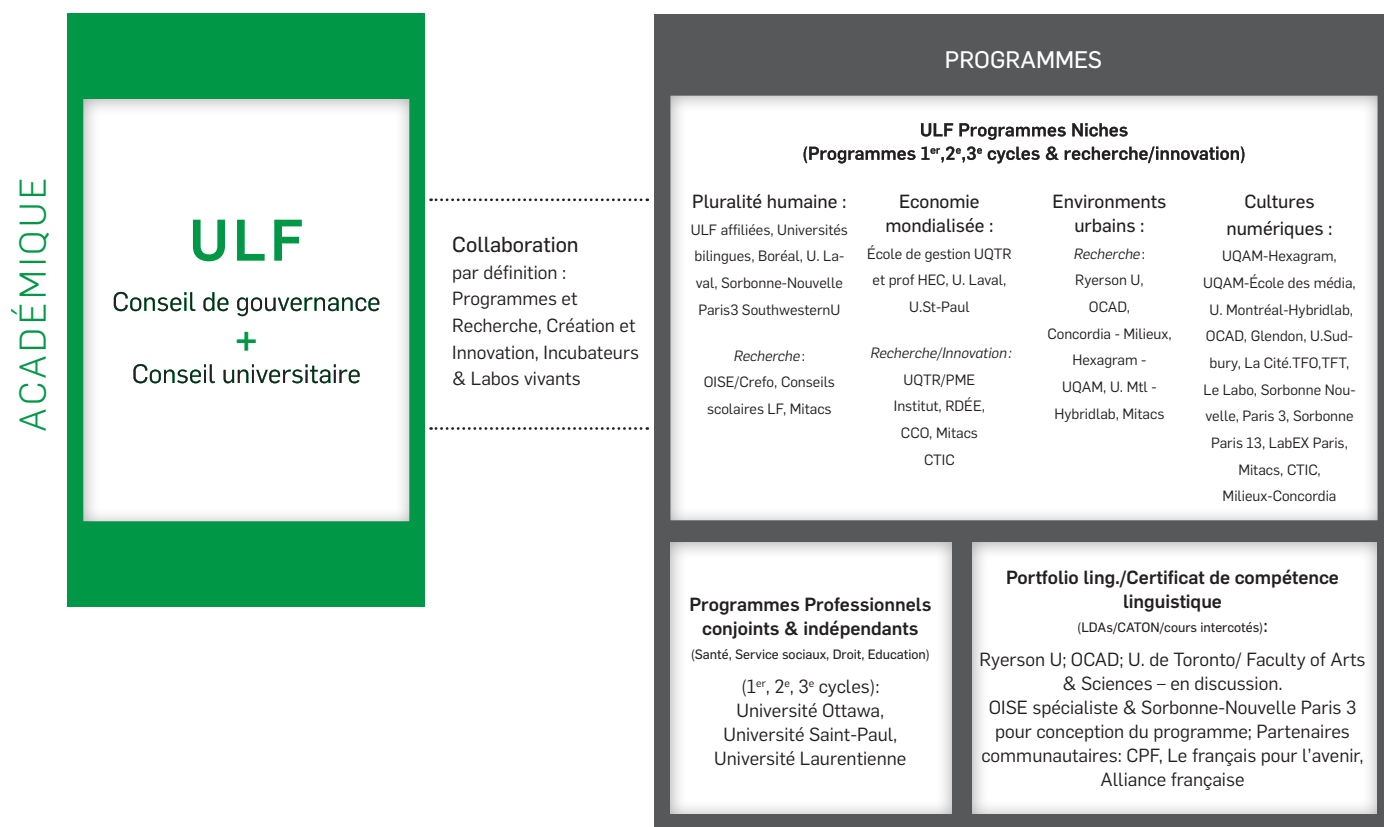 ACADÉMIQUE
ULF
Conseil de gouvernance
+
Conseil universitaire
Collaboration
par définition :
Programmes et
Recherche, Création et
Innovation, Incubateurs
& Labos vivants
PROGRAMMES
ULF Programmes Niches
(Programmes 1er,2e,3e cycles & recherche/innovation)
Pluralité humaine :
ULF affiliées, Universités
bilingues, Boréal, U. La-
val, Sorbonne-Nouvelle
Paris3 SouthwesternU
Recherche :
OISE/Crefo, Conseils
scolaires LF, Mitacs
Economie
mondialisée :
École de gestion UQTR
et prof HEC, U. Laval,
U.St-Paul
Recherche/Innovation :
UQTR/PME
Institut, RDÉE,
CCO, Mitacs
CTIC
Environments
urbains :
Recherche :
Ryerson U,
OCAD,
Concordia - Milieux,
Hexagram -
UQAM, U. Mtl -
Hybridlab, Mitacs
Cultures
numériques :
UQAM-Hexagram,
UQAM-École des média,
U. Montréal-Hybridlab,
OCAD, Glendon, U.Sud-
bury, La Cité.TFO,TFT,
Le Labo, Sorbonne Nou-
velle, Paris 3, Sorbonne
Paris 13, LabEX Paris,
Mitacs, CTIC,
Milieux-Concordia
Programmes Professionnels
conjoints & indépendants
(Santé, Service sociaux, Droit, Education)
(1er, 2e, 3e cycles):
Université Ottawa,
Université Saint-Paul,
Université Laurentienne
Portfolio ling./Certificat de compétence
linguistique
(LDAs/CATON/cours intercotés):
Ryerson U; OCAD; U. de Toronto/ Faculty of Arts
& Sciences – en discussion.
OISE spécialiste & Sorbonne-Nouvelle Paris 3
pour conception du programme; Partenaires
communautaires: CPF, Le français pour l'avenir,
Alliance française